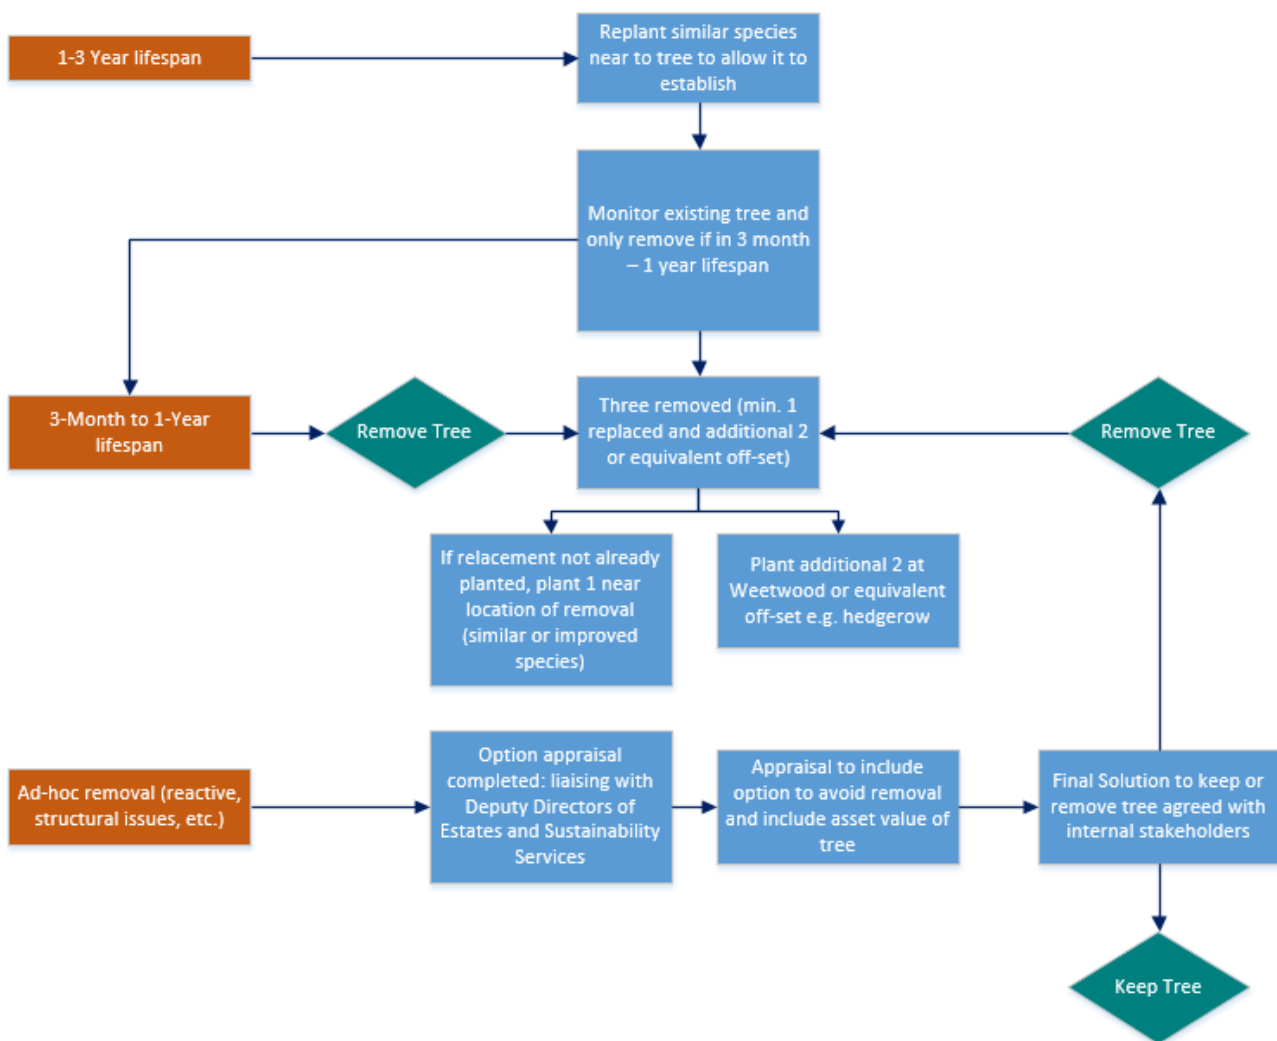 1-3 Year lifespan
Replant similar species
near to tree to allow it to
establish
Monitor existing tree and
only remove if in 3 month
– 1 year lifespan
3-Month to 1-Year
lifespan
Remove Tree
Three removed (min. 1
replaced and additional 2
or equivalent off-set)
Remove Tree
If relacement not already
planted, plant 1 near
location of removal
(similar or improved
species)
Plant additional 2 at
Weetwood or equivalent
off-set e.g. hedgerow
Ad-hoc removal (reactive,
structural issues, etc.)
Option appraisal
completed: liaising with
Deputy Directors of
Estates and Sustainability
Services
Appraisal to include
option to avoid removal
and include asset value of
tree
Final Solution to keep or
remove tree agreed with
internal stakeholders
Keep Tree